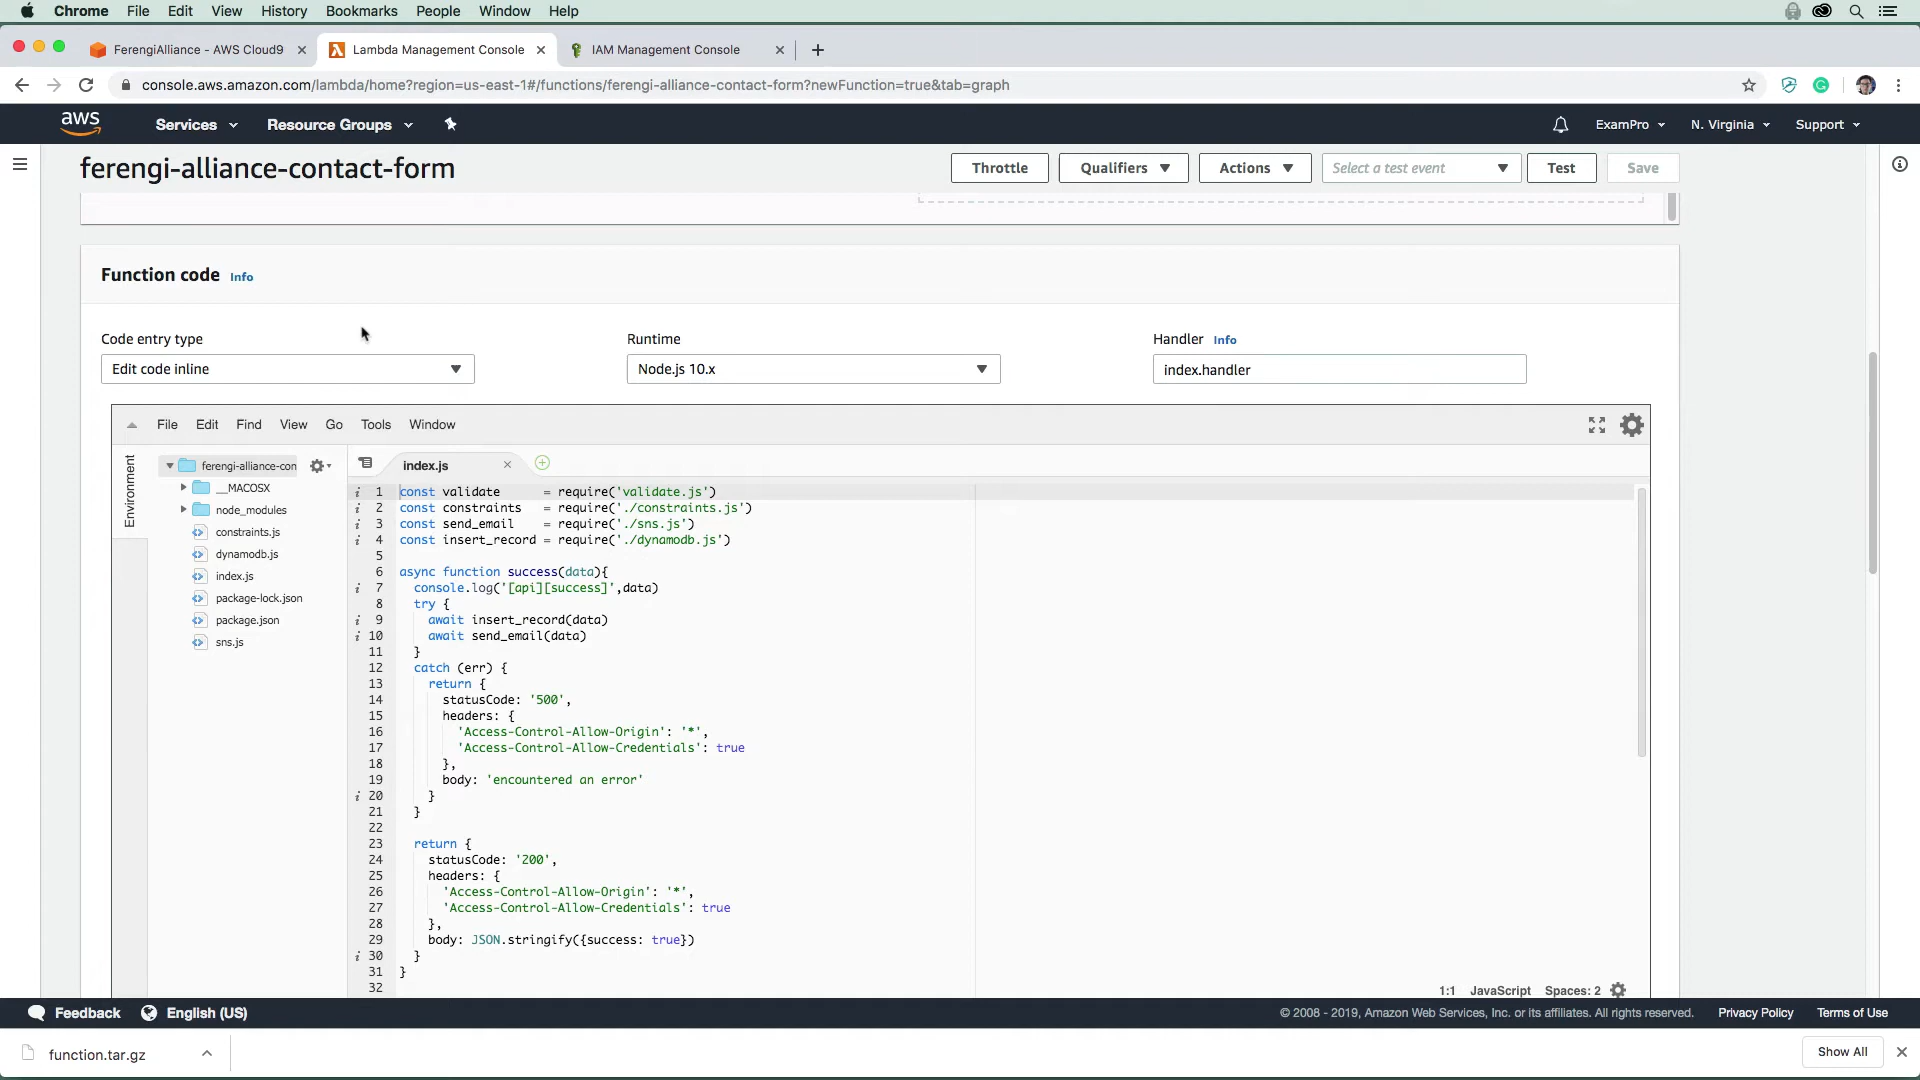 Chrome File Edit View History Bookmarks People Window Help
FerengiAlliance - AWS Cloud9
Lambda Management Console
IAM Management Console
console.aws.amazon.com/lambda/home?region=us-east-1#/functions/ferengi-alliance-contact-form?newFunction=true&tab=graph
aws Services Resource Groups ExamPro N. Virginia Support
ferengi-alliance-contact-form Throttle Qualifiers Actions Select a test event Test Save
Function code Info
Code entry type Runtime Handler Info
Edit code inline Node.js 10.x index.handler
File Edit Find View Go Tools Window
Environment
ferengi-alliance-con
__MACOSX
node_modules
constraints.js
dynamodb.js
index.js
package-lock.json
package.json
sns.js
index.js
1 const validate = require('validate.js')
2 const constraints = require('./constraints.js')
3 const send_email = require('./sns.js')
4 const insert_record = require('./dynamodb.js')
5
6 async function success(data){
7 console.log('[api][success]',data)
8 try {
9 await insert_record(data)
10 await send_email(data)
11 }
12 catch (err) {
13 return {
14 statusCode: '500',
15 headers: {
16 'Access-Control-Allow-Origin': '*',
17 'Access-Control-Allow-Credentials': true
18 },
19 body: 'encountered an error'
20 }
21 }
22
23 return {
24 statusCode: '200',
25 headers: {
26 'Access-Control-Allow-Origin': '*',
27 'Access-Control-Allow-Credentials': true
28 },
29 body: JSON.stringify({success: true})
30 }
31 }
32
1:1 JavaScript Spaces: 2
Feedback English (US) © 2008 - 2019, Amazon Web Services, Inc. or its affiliates. All rights reserved. Privacy Policy Terms of Use
function.tar.gz Show All